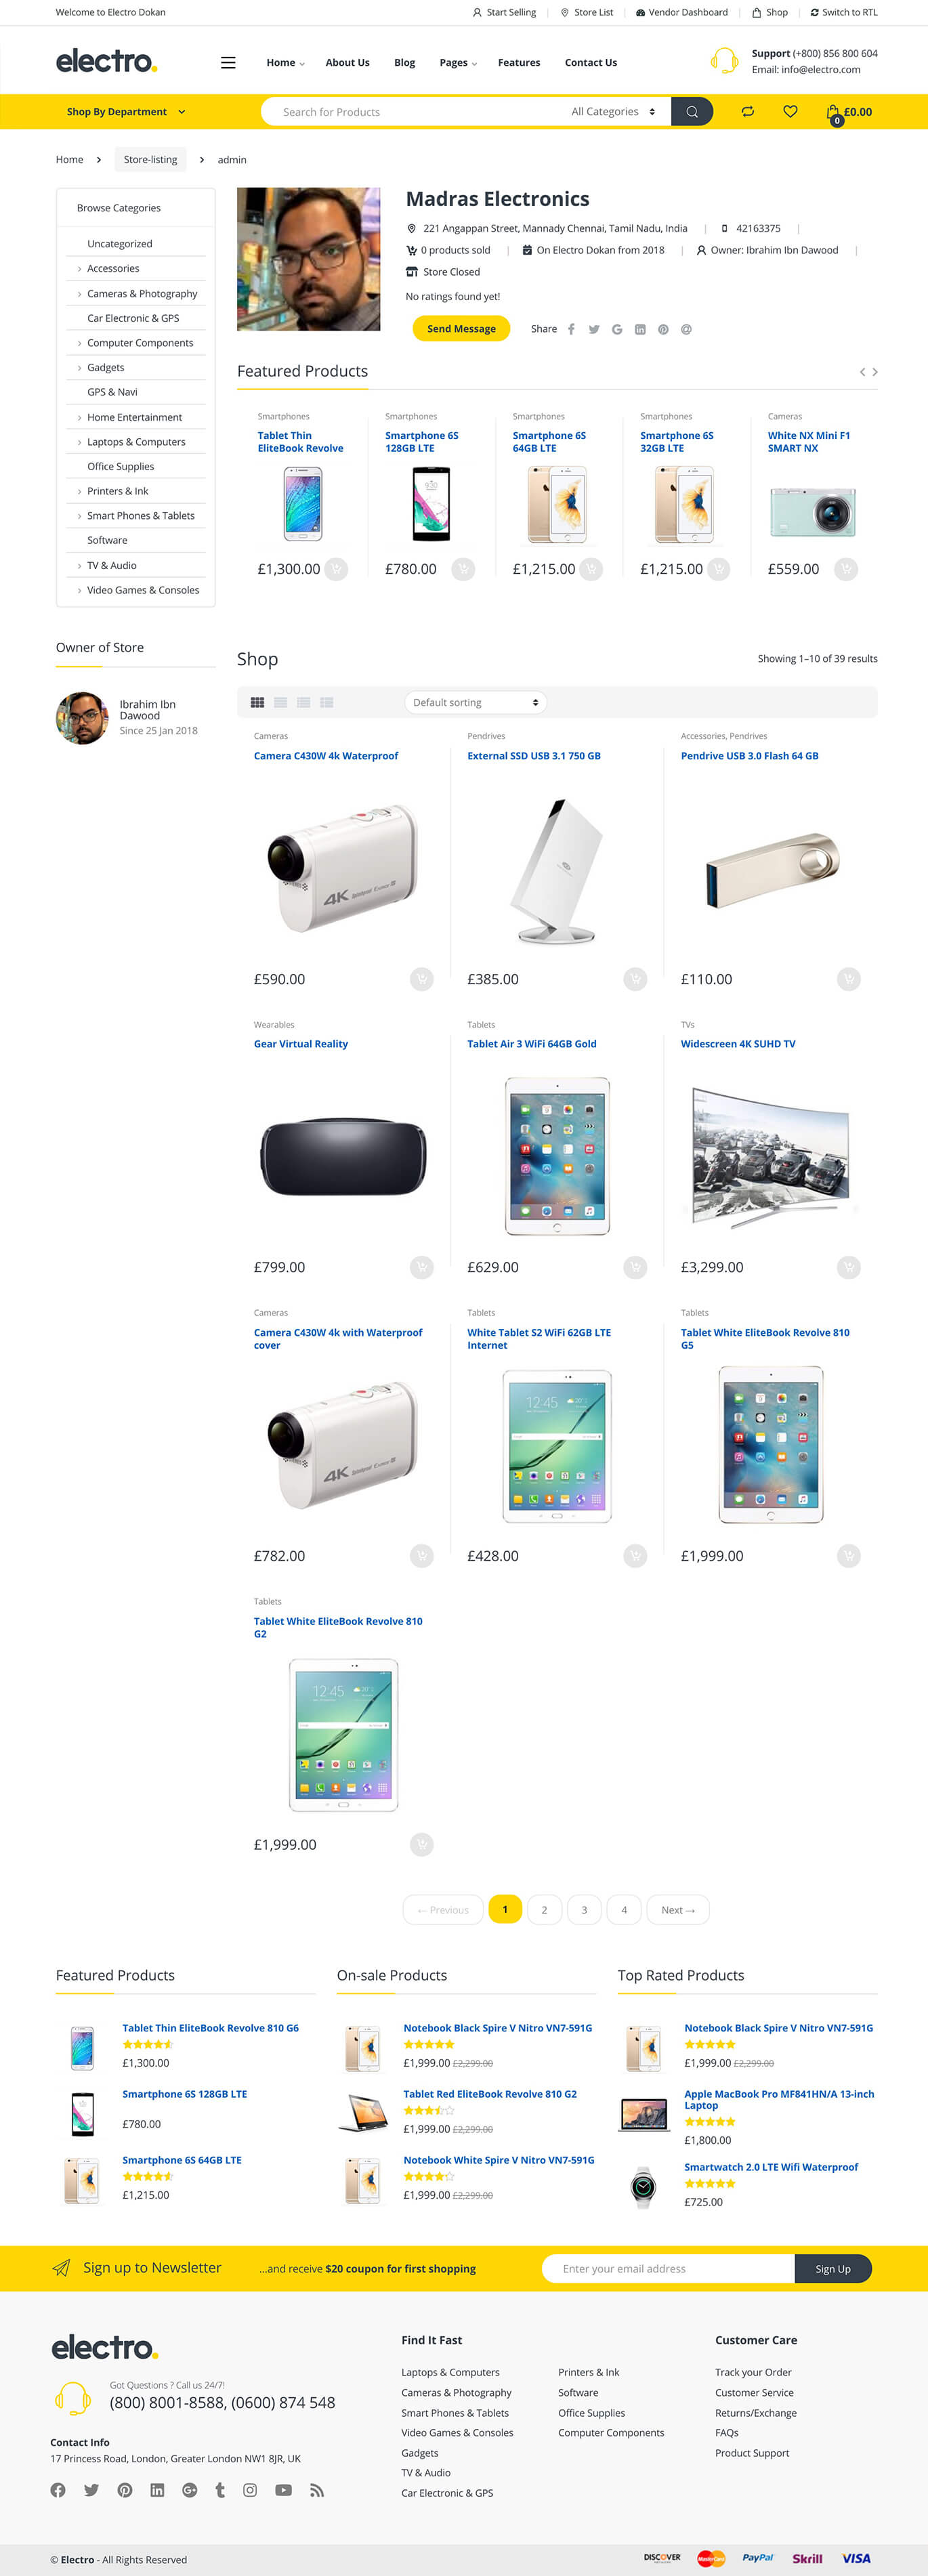 Welcome to Electro Dokan
Start Selling
Store List
Vendor Dashboard
Shop
Switch to RTL
electro.
Home
About Us
Blog
Pages
Features
Contact Us
Support (+800) 856 800 604
Email: info@electro.com
Shop By Department
Search for Products
All Categories
0
£0.00
Home
Store-listing
admin
Browse Categories
Uncategorized
Accessories
Cameras & Photography
Car Electronic & GPS
Computer Components
Gadgets
GPS & Navi
Home Entertainment
Laptops & Computers
Office Supplies
Printers & Ink
Smart Phones & Tablets
Software
TV & Audio
Video Games & Consoles
Owner of Store
Ibrahim Ibn
Dawood
Since 25 Jan 2018
Madras Electronics
221 Angappan Street, Mannady Chennai, Tamil Nadu, India
42163375
0 products sold
On Electro Dokan from 2018
Owner: Ibrahim Ibn Dawood
Store Closed
No ratings found yet!
Send Message
Share
Featured Products
Smartphones
Tablet Thin
EliteBook Revolve
£1,300.00
Smartphones
Smartphone 6S
128GB LTE
£780.00
Smartphones
Smartphone 6S
64GB LTE
£1,215.00
Smartphones
Smartphone 6S
32GB LTE
£1,215.00
Cameras
White NX Mini F1
SMART NX
£559.00
Shop
Showing 1–10 of 39 results
Default sorting
Cameras
Camera C430W 4k Waterproof
4K
£590.00
Pendrives
External SSD USB 3.1 750 GB
£385.00
Accessories, Pendrives
Pendrive USB 3.0 Flash 64 GB
£110.00
Wearables
Gear Virtual Reality
£799.00
Tablets
Tablet Air 3 WiFi 64GB Gold
£629.00
TVs
Widescreen 4K SUHD TV
£3,299.00
Cameras
Camera C430W 4k with Waterproof
cover
4K
£782.00
Tablets
White Tablet S2 WiFi 62GB LTE
Internet
12:45
20°
£428.00
Tablets
Tablet White EliteBook Revolve 810
G5
£1,999.00
Tablets
Tablet White EliteBook Revolve 810
G2
12:45
20°
£1,999.00
← Previous
1
2
3
4
Next →
Featured Products
Tablet Thin EliteBook Revolve 810 G6
£1,300.00
Smartphone 6S 128GB LTE
£780.00
Smartphone 6S 64GB LTE
£1,215.00
On-sale Products
Notebook Black Spire V Nitro VN7-591G
£1,999.00 £2,299.00
Tablet Red EliteBook Revolve 810 G2
£1,999.00 £2,299.00
Notebook White Spire V Nitro VN7-591G
£1,999.00 £2,299.00
Top Rated Products
Notebook Black Spire V Nitro VN7-591G
£1,999.00 £2,299.00
Apple MacBook Pro MF841HN/A 13-inch
Laptop
£1,800.00
Smartwatch 2.0 LTE Wifi Waterproof
£725.00
Sign up to Newsletter
...and receive $20 coupon for first shopping
Enter your email address
Sign Up
electro.
Got Questions ? Call us 24/7!
(800) 8001-8588, (0600) 874 548
Contact Info
17 Princess Road, London, Greater London NW1 8JR, UK
Find It Fast
Laptops & Computers
Cameras & Photography
Smart Phones & Tablets
Video Games & Consoles
Gadgets
TV & Audio
Car Electronic & GPS
Printers & Ink
Software
Office Supplies
Computer Components
Customer Care
Track your Order
Customer Service
Returns/Exchange
FAQs
Product Support
© Electro - All Rights Reserved
DISCOVER
MasterCard
PayPal
Skrill
VISA